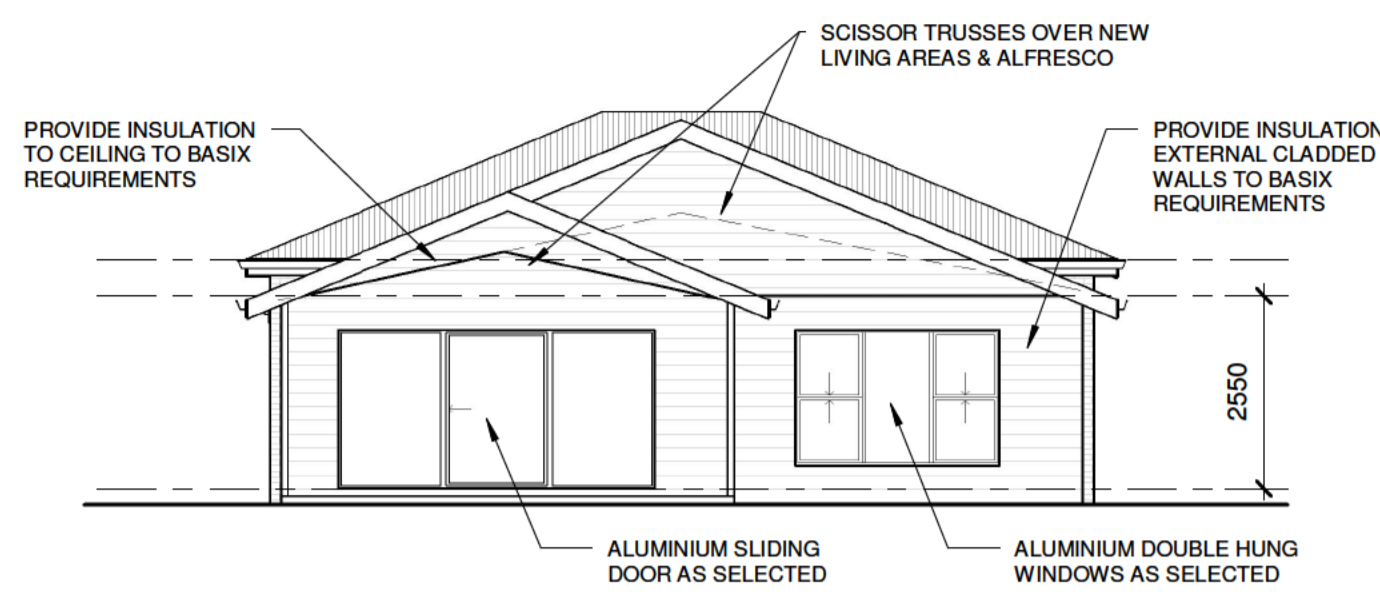 SCISSOR TRUSSES OVER NEW
LIVING AREAS & ALFRESCO
PROVIDE INSULATION
TO CEILING TO BASIX
REQUIREMENTS
PROVIDE INSULATION
EXTERNAL CLADDED
WALLS TO BASIX
REQUIREMENTS
2550
ALUMINIUM SLIDING
DOOR AS SELECTED
ALUMINIUM DOUBLE HUNG
WINDOWS AS SELECTED